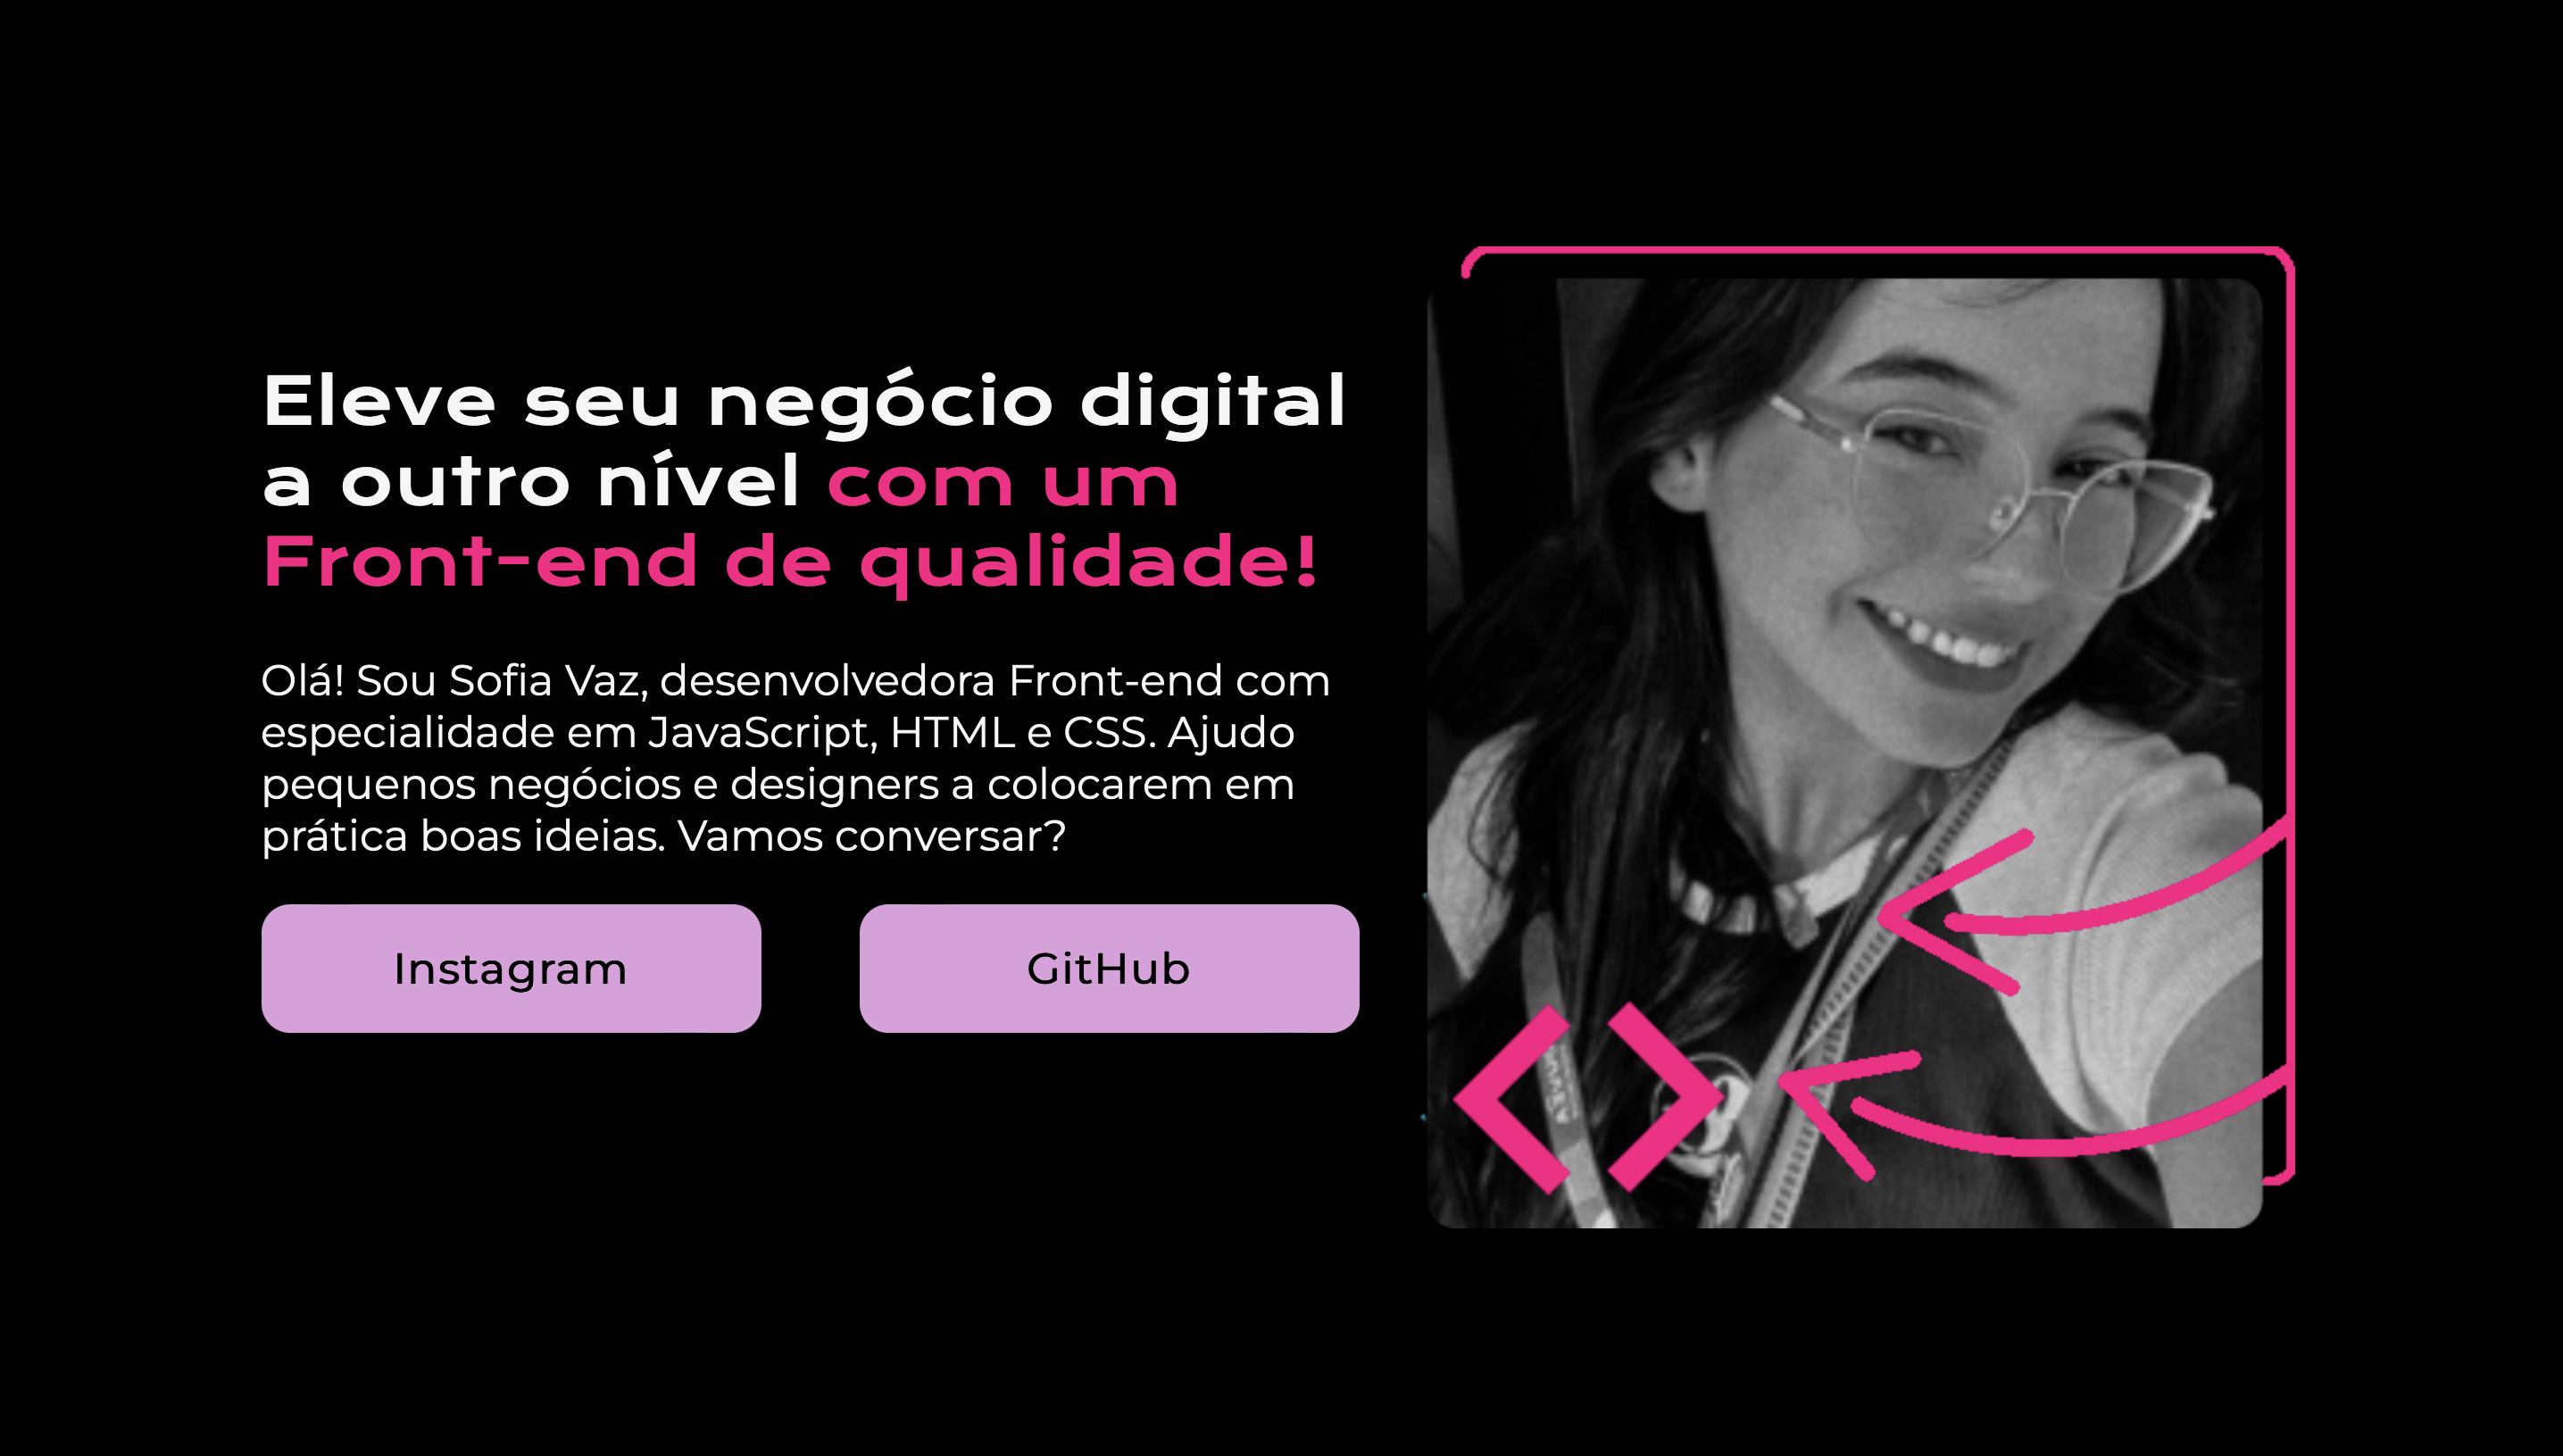 Eleve seu negócio digital
a outro nível com um
Front-end de qualidade!
Olá! Sou Sofia Vaz, desenvolvedora Front-end com
especialidade em JavaScript, HTML e CSS. Ajudo
pequenos negócios e designers a colocarem em
prática boas ideias. Vamos conversar?
Instagram
GitHub